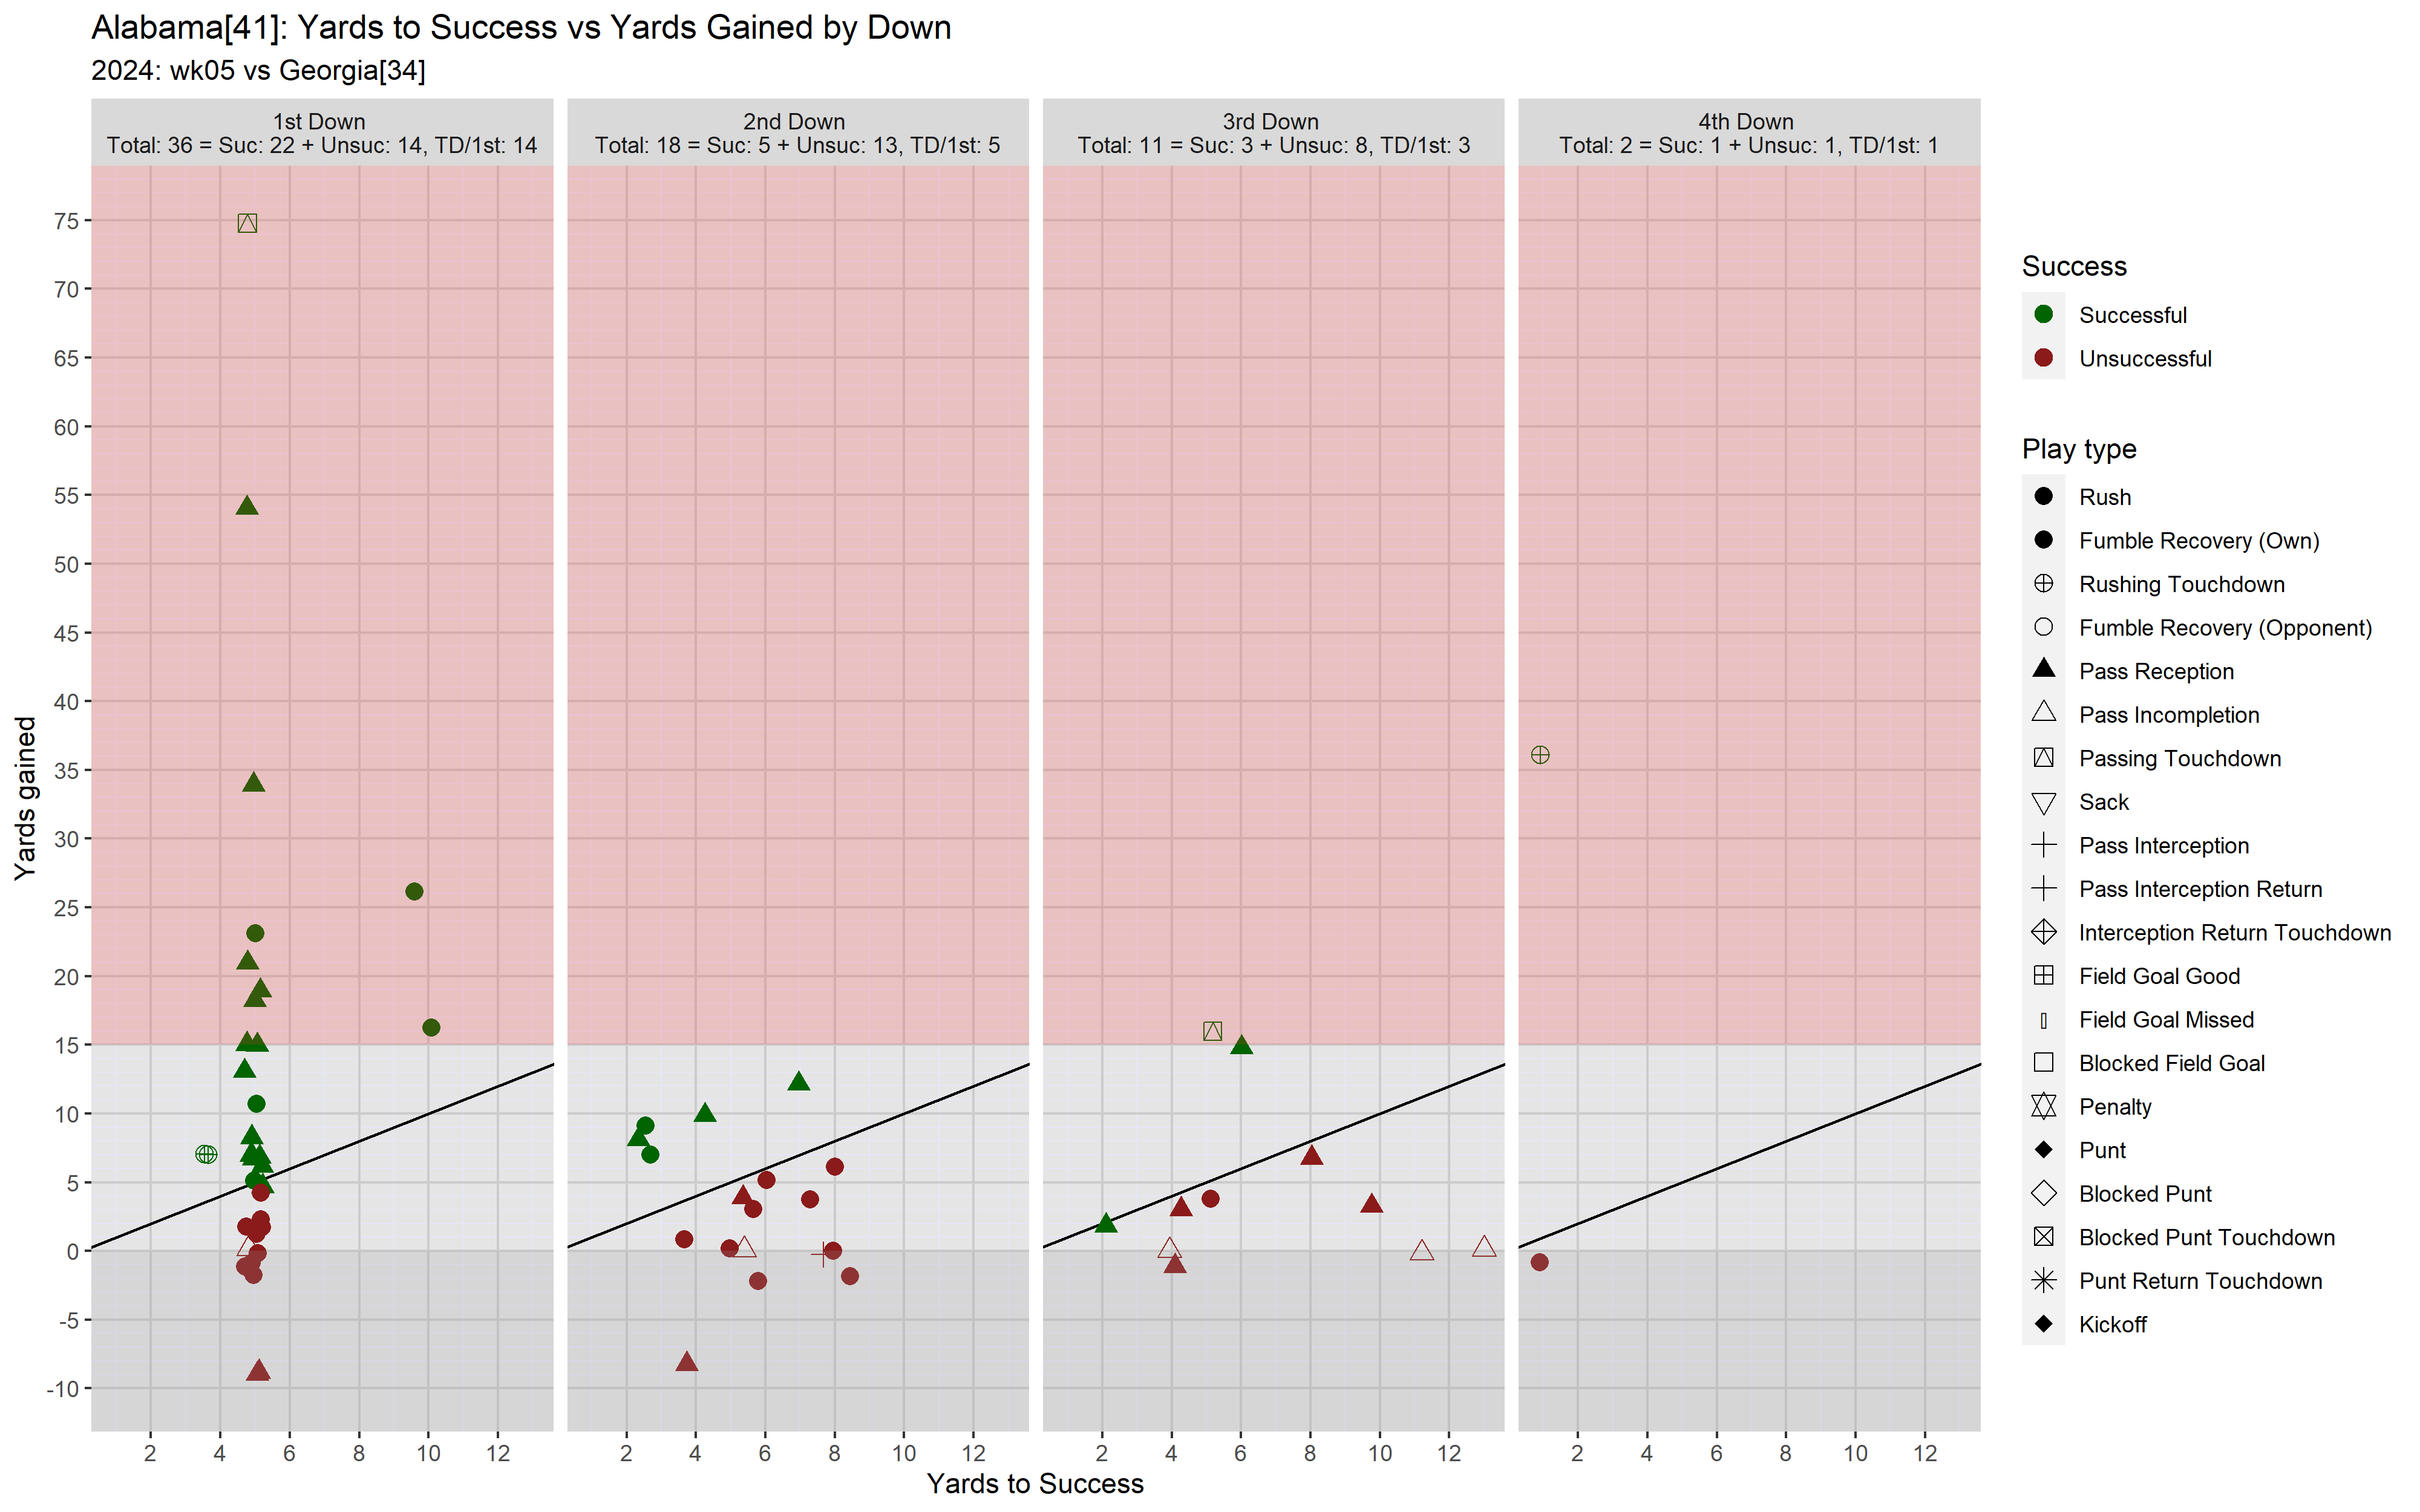 Alabama[41]: Yards to Success vs Yards Gained by Down
2024: wk05 vs Georgia[34]
1st Down
Total: 36 = Suc: 22 + Unsuc: 14, TD/1st: 14
2nd Down
Total: 18 = Suc: 5 + Unsuc: 13, TD/1st: 5
3rd Down
Total: 11 = Suc: 3 + Unsuc: 8, TD/1st: 3
4th Down
Total: 2 = Suc: 1 + Unsuc: 1, TD/1st: 1
Yards gained
75
70
65
60
55
50
45
40
35
30
25
20
15
10
5
0
-5
-10
2 4 6 8 10 12
2 4 6 8 10 12
2 4 6 8 10 12
2 4 6 8 10 12
Yards to Success
Success
Successful
Unsuccessful
Play type
Rush
Fumble Recovery (Own)
Rushing Touchdown
Fumble Recovery (Opponent)
Pass Reception
Pass Incompletion
Passing Touchdown
Sack
Pass Interception
Pass Interception Return
Interception Return Touchdown
Field Goal Good
Field Goal Missed
Blocked Field Goal
Penalty
Punt
Blocked Punt
Blocked Punt Touchdown
Punt Return Touchdown
Kickoff